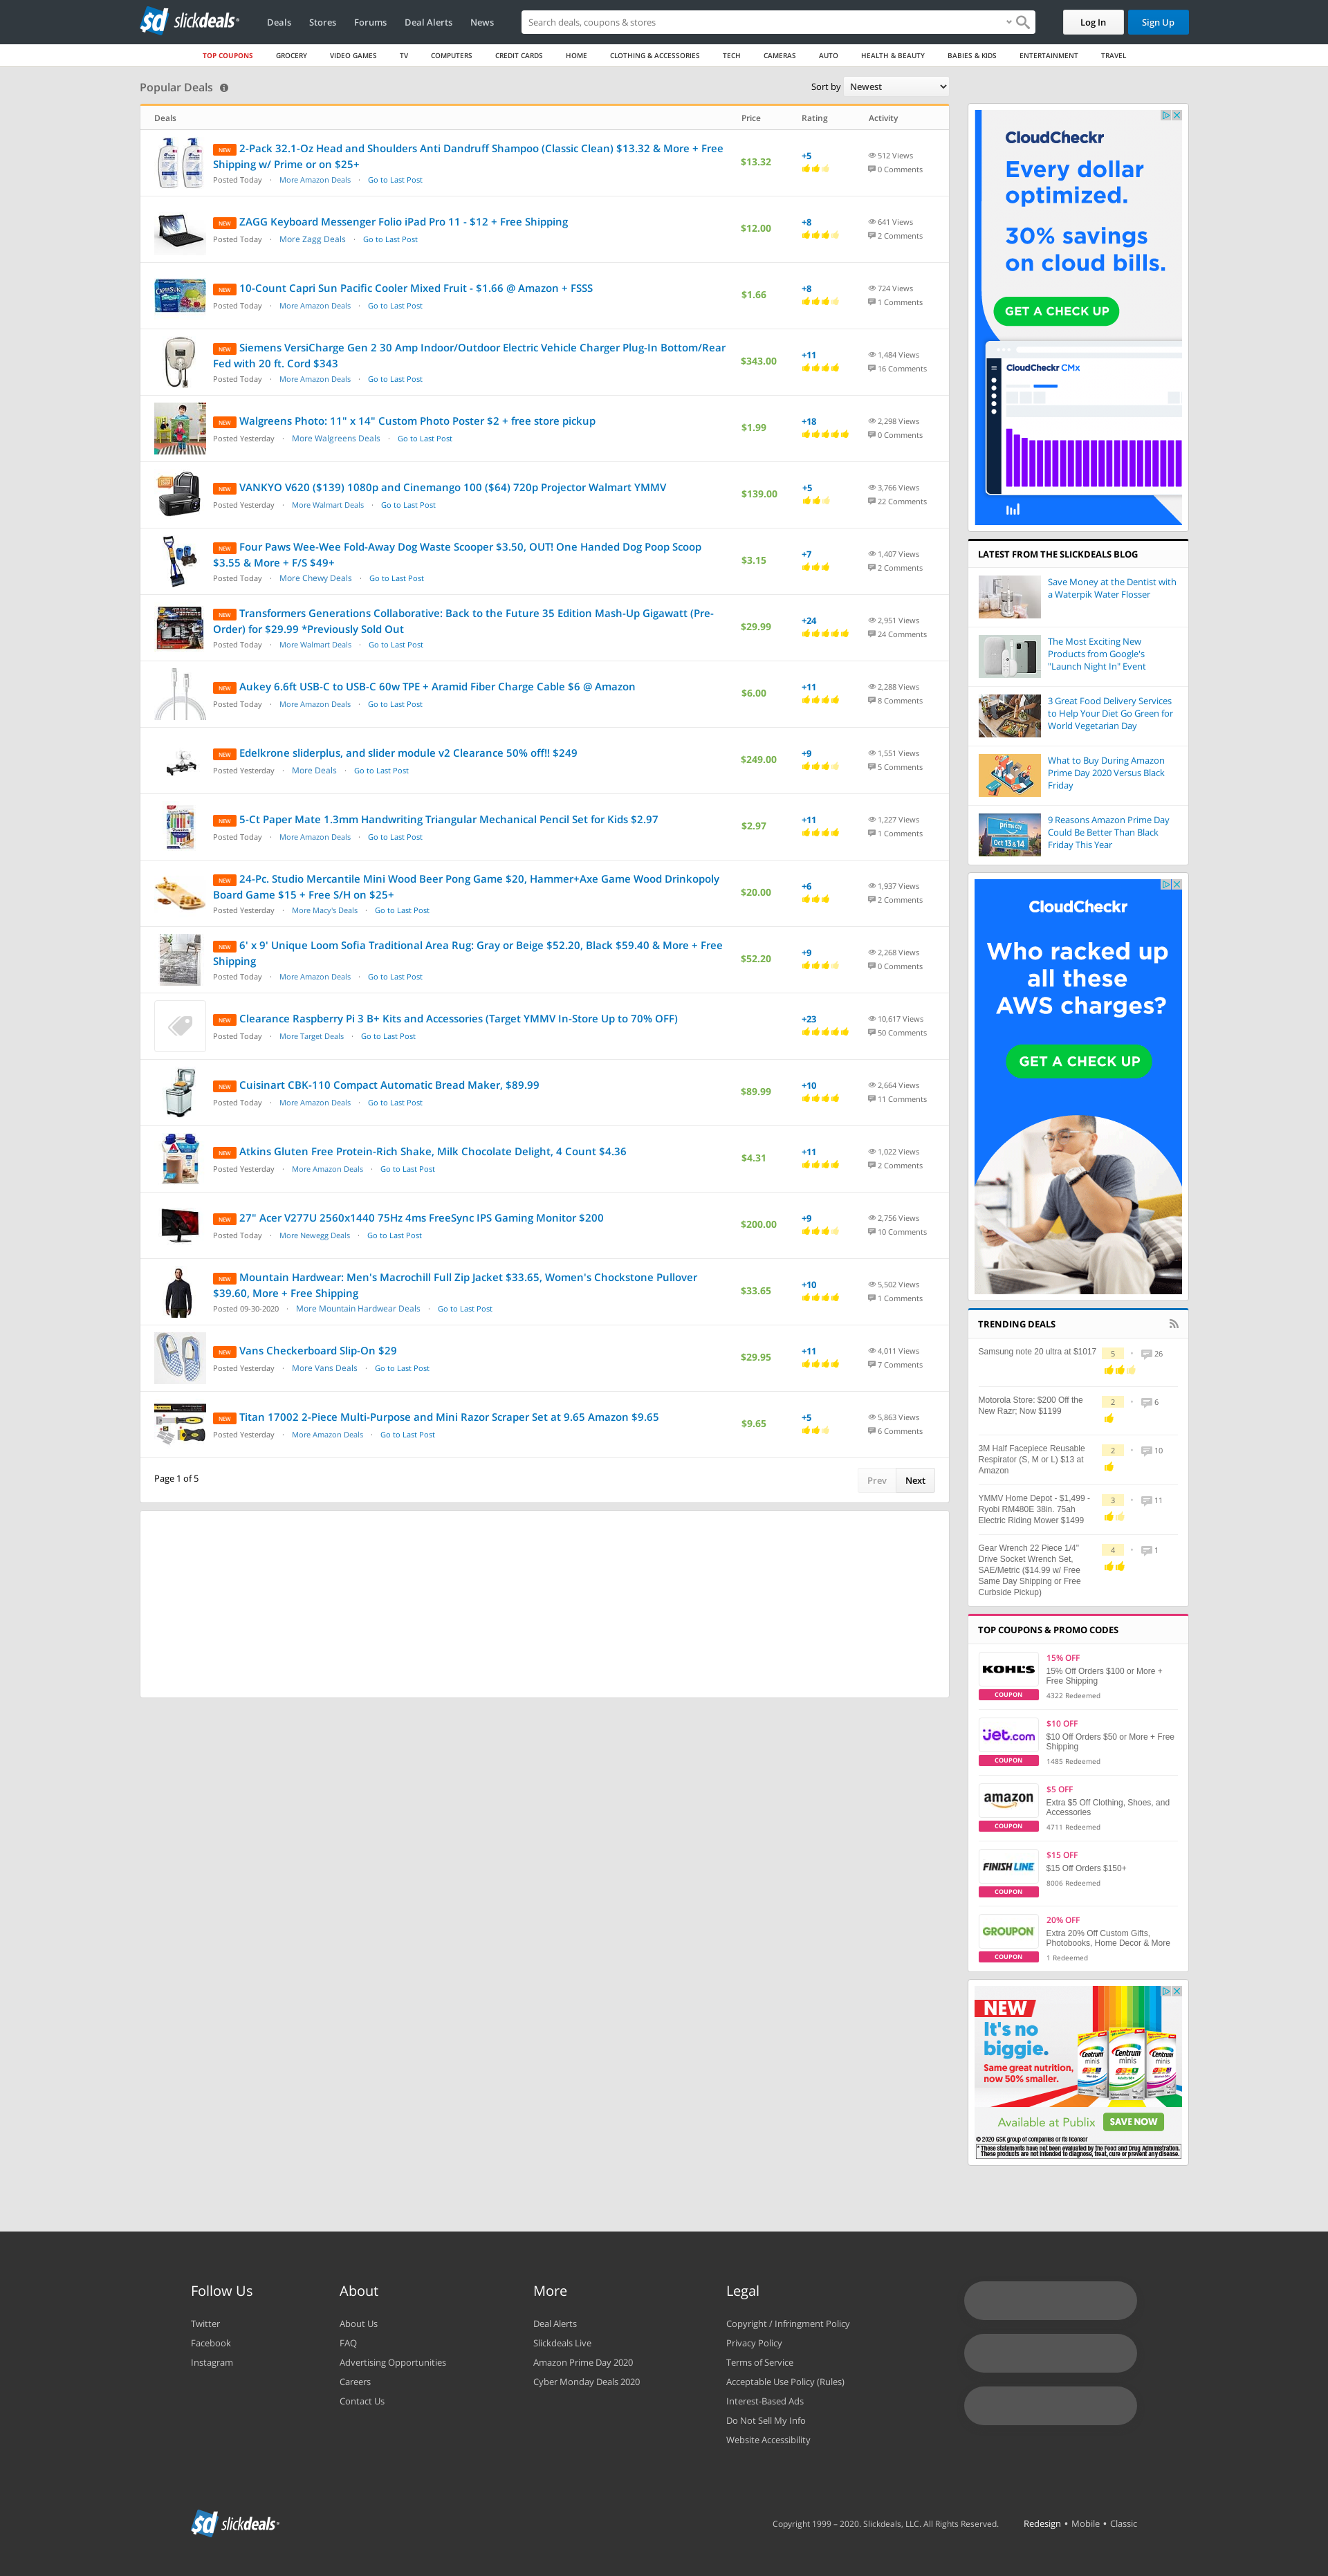 sd slickdeals
Deals Stores Forums Deal Alerts News
Search deals, coupons & stores
Log In
Sign Up
TOP COUPONS GROCERY VIDEO GAMES TV COMPUTERS CREDIT CARDS HOME CLOTHING & ACCESSORIES TECH CAMERAS AUTO HEALTH & BEAUTY BABIES & KIDS ENTERTAINMENT TRAVEL
Popular Deals
Sort by Newest
Deals Price Rating Activity
NEW 2-Pack 32.1-Oz Head and Shoulders Anti Dandruff Shampoo (Classic Clean) $13.32 & More + Free
Shipping w/ Prime or on $25+
Posted Today · More Amazon Deals · Go to Last Post
$13.32
+5
512 Views
0 Comments
NEW ZAGG Keyboard Messenger Folio iPad Pro 11 - $12 + Free Shipping
Posted Today · More Zagg Deals · Go to Last Post
$12.00
+8
641 Views
2 Comments
NEW 10-Count Capri Sun Pacific Cooler Mixed Fruit - $1.66 @ Amazon + FSSS
Posted Today · More Amazon Deals · Go to Last Post
$1.66
+8
724 Views
1 Comments
NEW Siemens VersiCharge Gen 2 30 Amp Indoor/Outdoor Electric Vehicle Charger Plug-In Bottom/Rear
Fed with 20 ft. Cord $343
Posted Today · More Amazon Deals · Go to Last Post
$343.00
+11
1,484 Views
16 Comments
NEW Walgreens Photo: 11" x 14" Custom Photo Poster $2 + free store pickup
Posted Yesterday · More Walgreens Deals · Go to Last Post
$1.99
+18
2,298 Views
0 Comments
NEW VANKYO V620 ($139) 1080p and Cinemango 100 ($64) 720p Projector Walmart YMMV
Posted Yesterday · More Walmart Deals · Go to Last Post
$139.00
+5
3,766 Views
22 Comments
NEW Four Paws Wee-Wee Fold-Away Dog Waste Scooper $3.50, OUT! One Handed Dog Poop Scoop
$3.55 & More + F/S $49+
Posted Today · More Chewy Deals · Go to Last Post
$3.15
+7
1,407 Views
2 Comments
NEW Transformers Generations Collaborative: Back to the Future 35 Edition Mash-Up Gigawatt (Pre-
Order) for $29.99 *Previously Sold Out
Posted Today · More Walmart Deals · Go to Last Post
$29.99
+24
2,951 Views
24 Comments
NEW Aukey 6.6ft USB-C to USB-C 60w TPE + Aramid Fiber Charge Cable $6 @ Amazon
Posted Today · More Amazon Deals · Go to Last Post
$6.00
+11
2,288 Views
8 Comments
NEW Edelkrone sliderplus, and slider module v2 Clearance 50% off!! $249
Posted Yesterday · More Deals · Go to Last Post
$249.00
+9
1,551 Views
5 Comments
NEW 5-Ct Paper Mate 1.3mm Handwriting Triangular Mechanical Pencil Set for Kids $2.97
Posted Today · More Amazon Deals · Go to Last Post
$2.97
+11
1,227 Views
1 Comments
NEW 24-Pc. Studio Mercantile Mini Wood Beer Pong Game $20, Hammer+Axe Game Wood Drinkopoly
Board Game $15 + Free S/H on $25+
Posted Yesterday · More Macy's Deals · Go to Last Post
$20.00
+6
1,937 Views
2 Comments
NEW 6' x 9' Unique Loom Sofia Traditional Area Rug: Gray or Beige $52.20, Black $59.40 & More + Free
Shipping
Posted Today · More Amazon Deals · Go to Last Post
$52.20
+9
2,268 Views
0 Comments
NEW Clearance Raspberry Pi 3 B+ Kits and Accessories (Target YMMV In-Store Up to 70% OFF)
Posted Today · More Target Deals · Go to Last Post
+23
10,617 Views
50 Comments
NEW Cuisinart CBK-110 Compact Automatic Bread Maker, $89.99
Posted Today · More Amazon Deals · Go to Last Post
$89.99
+10
2,664 Views
11 Comments
NEW Atkins Gluten Free Protein-Rich Shake, Milk Chocolate Delight, 4 Count $4.36
Posted Yesterday · More Amazon Deals · Go to Last Post
$4.31
+11
1,022 Views
2 Comments
NEW 27" Acer V277U 2560x1440 75Hz 4ms FreeSync IPS Gaming Monitor $200
Posted Today · More Newegg Deals · Go to Last Post
$200.00
+9
2,756 Views
10 Comments
NEW Mountain Hardwear: Men's Macrochill Full Zip Jacket $33.65, Women's Chockstone Pullover
$39.60, More + Free Shipping
Posted 09-30-2020 · More Mountain Hardwear Deals · Go to Last Post
$33.65
+10
5,502 Views
1 Comments
NEW Vans Checkerboard Slip-On $29
Posted Yesterday · More Vans Deals · Go to Last Post
$29.95
+11
4,011 Views
7 Comments
NEW Titan 17002 2-Piece Multi-Purpose and Mini Razor Scraper Set at 9.65 Amazon $9.65
Posted Yesterday · More Amazon Deals · Go to Last Post
$9.65
+5
5,863 Views
6 Comments
Page 1 of 5
Prev Next
CloudCheckr
Every dollar
optimized.
30% savings
on cloud bills.
GET A CHECK UP
CloudCheckr CMx
LATEST FROM THE SLICKDEALS BLOG
Save Money at the Dentist with
a Waterpik Water Flosser
The Most Exciting New
Products from Google's
"Launch Night In" Event
3 Great Food Delivery Services
to Help Your Diet Go Green for
World Vegetarian Day
What to Buy During Amazon
Prime Day 2020 Versus Black
Friday
prime day
Oct 13 & 14
9 Reasons Amazon Prime Day
Could Be Better Than Black
Friday This Year
CloudCheckr
Who racked up
all these
AWS charges?
GET A CHECK UP
TRENDING DEALS
Samsung note 20 ultra at $1017
5 · 26
Motorola Store: $200 Off the
New Razr; Now $1199
2 · 6
3M Half Facepiece Reusable
Respirator (S, M or L) $13 at
Amazon
2 · 10
YMMV Home Depot - $1,499 -
Ryobi RM480E 38in. 75ah
Electric Riding Mower $1499
3 · 11
Gear Wrench 22 Piece 1/4"
Drive Socket Wrench Set,
SAE/Metric ($14.99 w/ Free
Same Day Shipping or Free
Curbside Pickup)
4 · 1
TOP COUPONS & PROMO CODES
KOHL'S
COUPON
15% OFF
15% Off Orders $100 or More +
Free Shipping
4322 Redeemed
jet.com
COUPON
$10 OFF
$10 Off Orders $50 or More + Free
Shipping
1485 Redeemed
amazon
COUPON
$5 OFF
Extra $5 Off Clothing, Shoes, and
Accessories
4711 Redeemed
FINISH LINE
COUPON
$15 OFF
$15 Off Orders $150+
8006 Redeemed
GROUPON
COUPON
20% OFF
Extra 20% Off Custom Gifts,
Photobooks, Home Decor & More
1 Redeemed
NEW
It's no
biggie.
Same great nutrition,
now 50% smaller.
Centrum minis
Centrum minis
Centrum minis
Available at Publix
SAVE NOW
© 2020 GSK group of companies or its licensor
* These statements have not been evaluated by the Food and Drug Administration.
These products are not intended to diagnose, treat, cure or prevent any disease.
Follow Us
Twitter
Facebook
Instagram
About
About Us
FAQ
Advertising Opportunities
Careers
Contact Us
More
Deal Alerts
Slickdeals Live
Amazon Prime Day 2020
Cyber Monday Deals 2020
Legal
Copyright / Infringment Policy
Privacy Policy
Terms of Service
Acceptable Use Policy (Rules)
Interest-Based Ads
Do Not Sell My Info
Website Accessibility
sd slickdeals
Copyright 1999 – 2020. Slickdeals, LLC. All Rights Reserved.
Redesign • Mobile • Classic